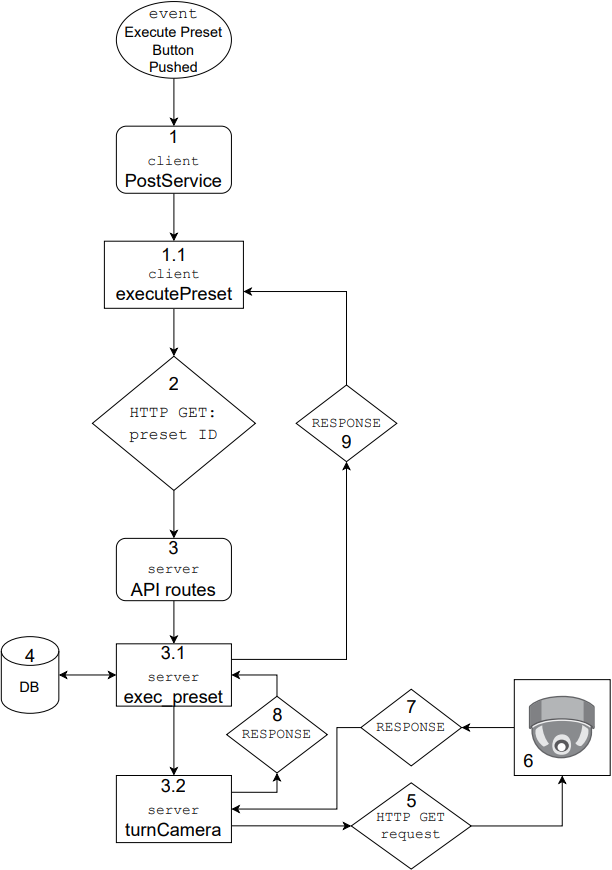 event
Execute Preset
Button
Pushed
1
client
PostService
1.1
client
executePreset
2
HTTP GET:
preset ID
RESPONSE
9
3
server
API routes
3.1
server
exec_preset
4
DB
8
RESPONSE
7
RESPONSE
6
3.2
server
turnCamera
5
HTTP GET
request